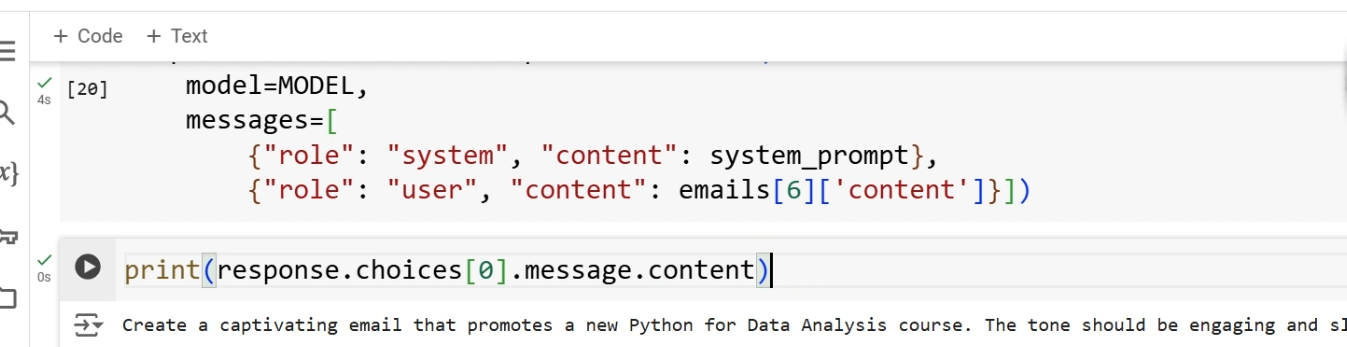 + Code + Text
4s [20] model=MODEL,
messages=[
{"role": "system", "content": system_prompt},
{"role": "user", "content": emails[6]['content']}])
0s print(response.choices[0].message.content)
Create a captivating email that promotes a new Python for Data Analysis course. The tone should be engaging and